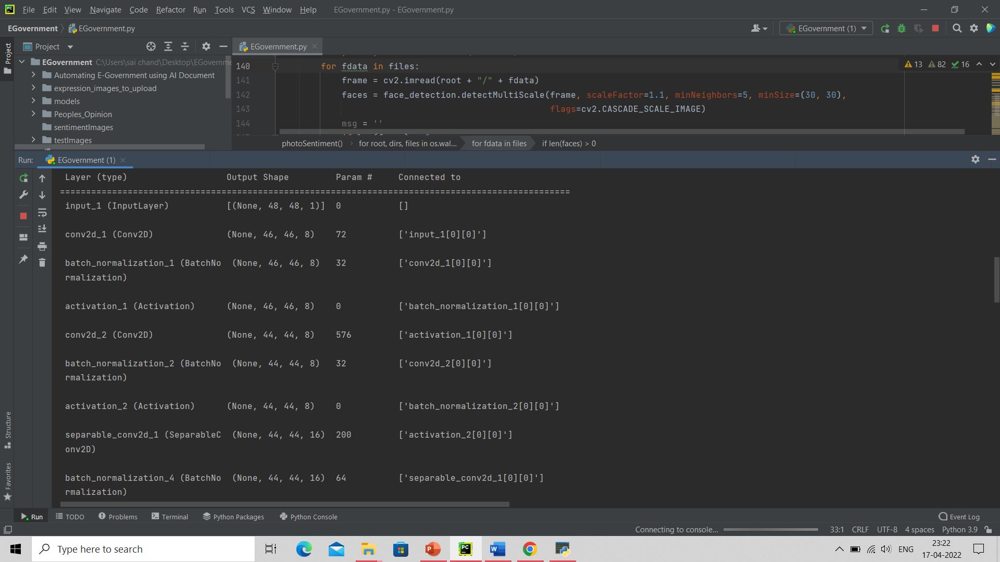 File Edit View Navigate Code Refactor Run Tools VCS Window Help EGovernment.py - EGovernment.py
EGovernment EGovernment.py EGovernment (1)
Project
Project EGovernment.py
EGovernment C:\Users\sai chand\Desktop\EGovernme
Automating E-Government using AI Document
expression_images_to_upload
models
Peoples_Opinion
sentimentImages
testImages
13 82 16
140 for fdata in files:
141 frame = cv2.imread(root + "/" + fdata)
142 faces = face_detection.detectMultiScale(frame, scaleFactor=1.1, minNeighbors=5, minSize=(30, 30),
143 flags=cv2.CASCADE_SCALE_IMAGE)
144 msg = ''
photoSentiment() for root, dirs, files in os.wal... for fdata in files if len(faces) > 0
Run: EGovernment (1)
Layer (type) Output Shape Param # Connected to
==================================================================================================
input_1 (InputLayer) [(None, 48, 48, 1)] 0 []
conv2d_1 (Conv2D) (None, 46, 46, 8) 72 ['input_1[0][0]']
batch_normalization_1 (BatchNo (None, 46, 46, 8) 32 ['conv2d_1[0][0]']
rmalization)
activation_1 (Activation) (None, 46, 46, 8) 0 ['batch_normalization_1[0][0]']
conv2d_2 (Conv2D) (None, 44, 44, 8) 576 ['activation_1[0][0]']
batch_normalization_2 (BatchNo (None, 44, 44, 8) 32 ['conv2d_2[0][0]']
rmalization)
activation_2 (Activation) (None, 44, 44, 8) 0 ['batch_normalization_2[0][0]']
separable_conv2d_1 (SeparableC (None, 44, 44, 16) 200 ['activation_2[0][0]']
onv2D)
batch_normalization_4 (BatchNo (None, 44, 44, 16) 64 ['separable_conv2d_1[0][0]']
rmalization)
Structure
Favorites
Run TODO Problems Terminal Python Packages Python Console Event Log
Connecting to console... 33:1 CRLF UTF-8 4 spaces Python 3.9
Type here to search
ENG
23:22
17-04-2022